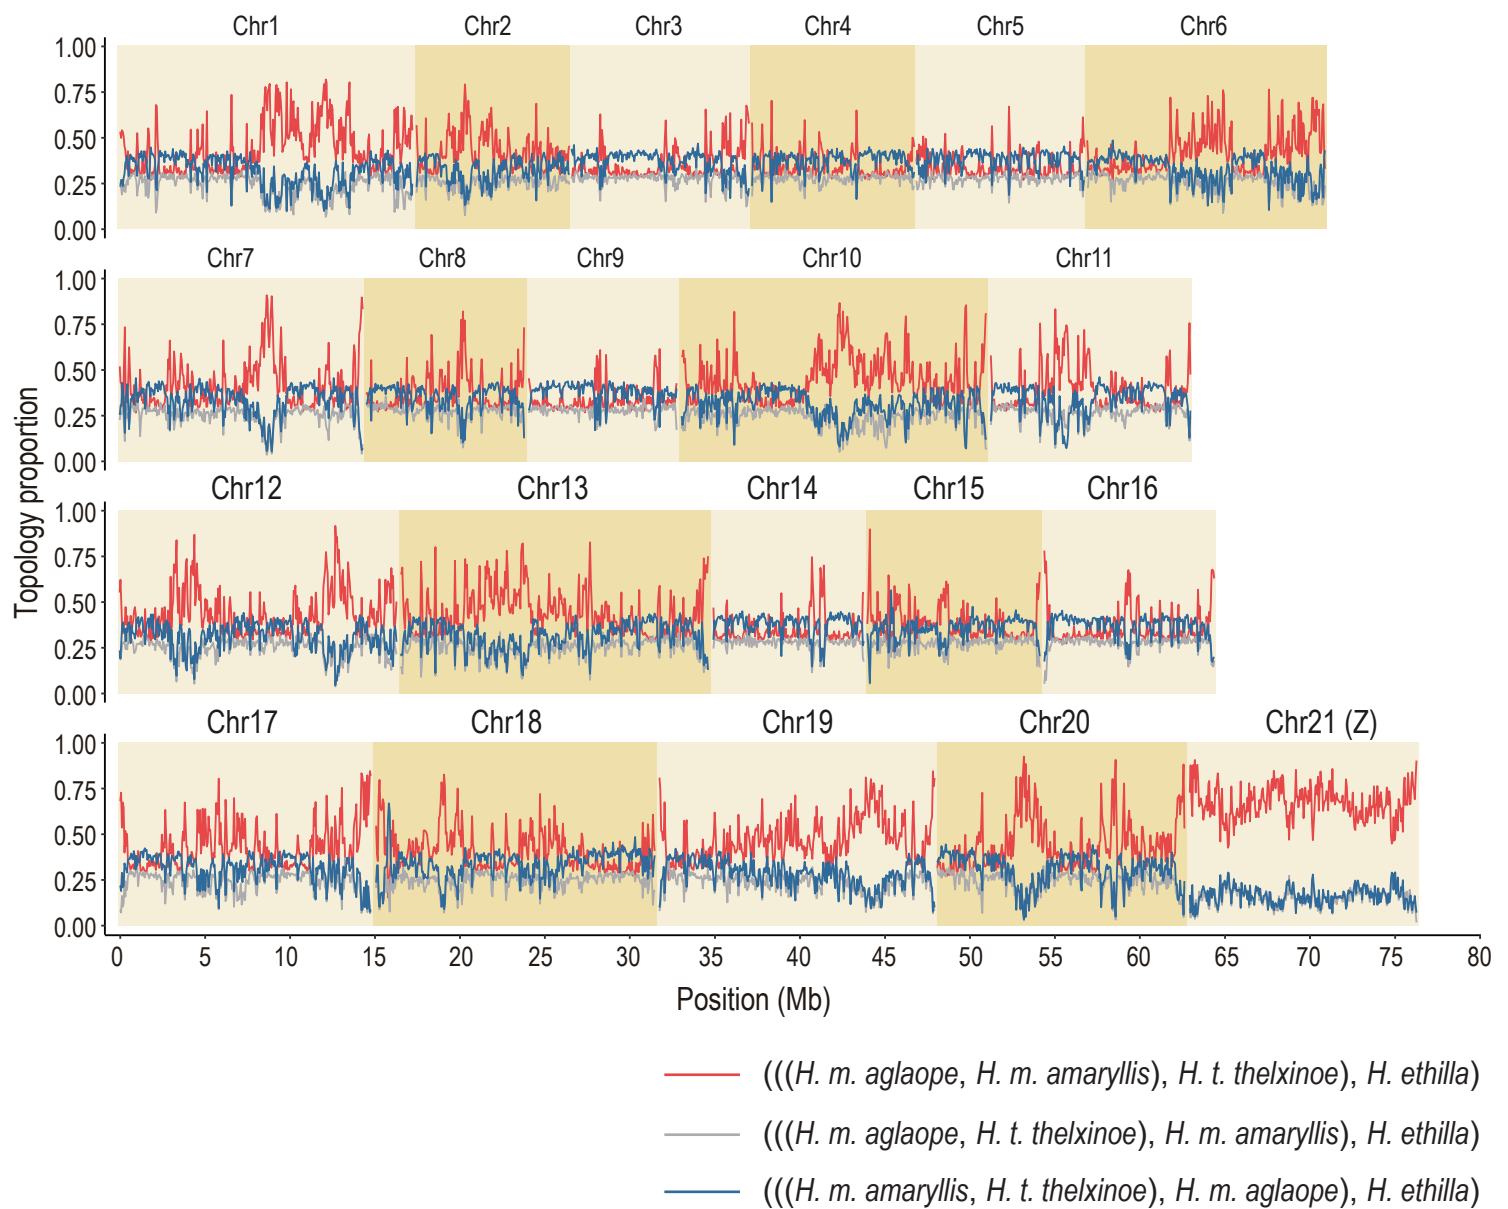 Chr1 Chr2 Chr3 Chr4 Chr5 Chr6
1.00
0.75
0.50
0.25
0.00
Chr7 Chr8 Chr9 Chr10 Chr11
1.00
0.75
0.50
0.25
0.00
Topology proportion
Chr12 Chr13 Chr14 Chr15 Chr16
1.00
0.75
0.50
0.25
0.00
Chr17 Chr18 Chr19 Chr20 Chr21 (Z)
1.00
0.75
0.50
0.25
0.00
0 5 10 15 20 25 30 35 40 45 50 55 60 65 70 75 80
Position (Mb)
(((H. m. aglaope, H. m. amaryllis), H. t. thelxinoe), H. ethilla)
(((H. m. aglaope, H. t. thelxinoe), H. m. amaryllis), H. ethilla)
(((H. m. amaryllis, H. t. thelxinoe), H. m. aglaope), H. ethilla)